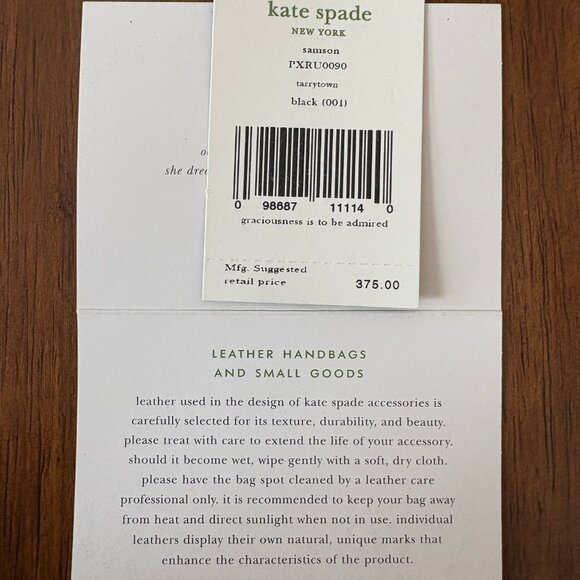 kate spade
NEW YORK
samson
PXRU0090
tarrytown
black (001)
she
0 98687 11114 0
graciousness is to be admired
Mfg. Suggested
retail price 375.00
LEATHER HANDBAGS
AND SMALL GOODS
leather used in the design of kate spade accessories is
carefully selected for its texture, durability, and beauty.
please treat with care to extend the life of your accessory.
should it become wet, wipe gently with a soft, dry cloth.
please have the bag spot cleaned by a leather care
professional only. it is recommended to keep your bag away
from heat and direct sunlight when not in use. individual
leathers display their own natural, unique marks that
enhance the characteristics of the product.